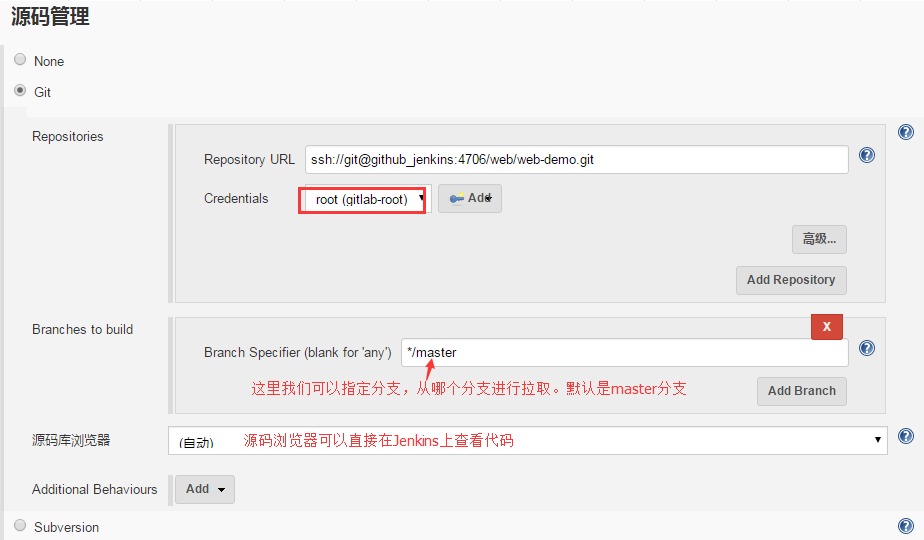 源码管理
None
Git
Repositories
Repository URL ssh://git@github_jenkins:4706/web/web-demo.git
Credentials root (gitlab-root) Add
高级...
Add Repository
Branches to build
X
Branch Specifier (blank for 'any') */master
这里我们可以指定分支，从哪个分支进行拉取。默认是master分支
Add Branch
源码库浏览器 (自动) 源码浏览器可以直接在Jenkins上查看代码
Additional Behaviours Add
Subversion